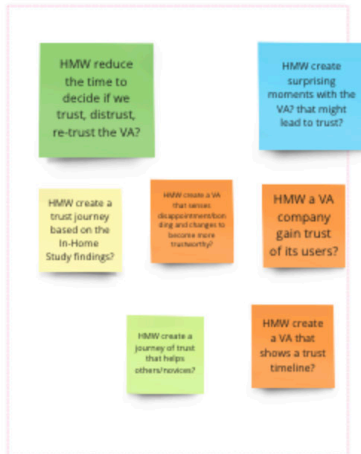 HMW reduce
the time to
decide if we
trust, distrust,
re-trust the VA?
HMW create
surprising
moments with the
VA? that might
lead to trust?
HMW create a
trust journey
based on the
In-Home
Study findings?
HMW create a VA
that senses
ding and changes to
become more
trustworthy?
HMW a VA
company
gain trust
of its users?
HMW create a
journey of trust
that helps
others/novices?
HMW create
a VA that
shows a trust
timeline?